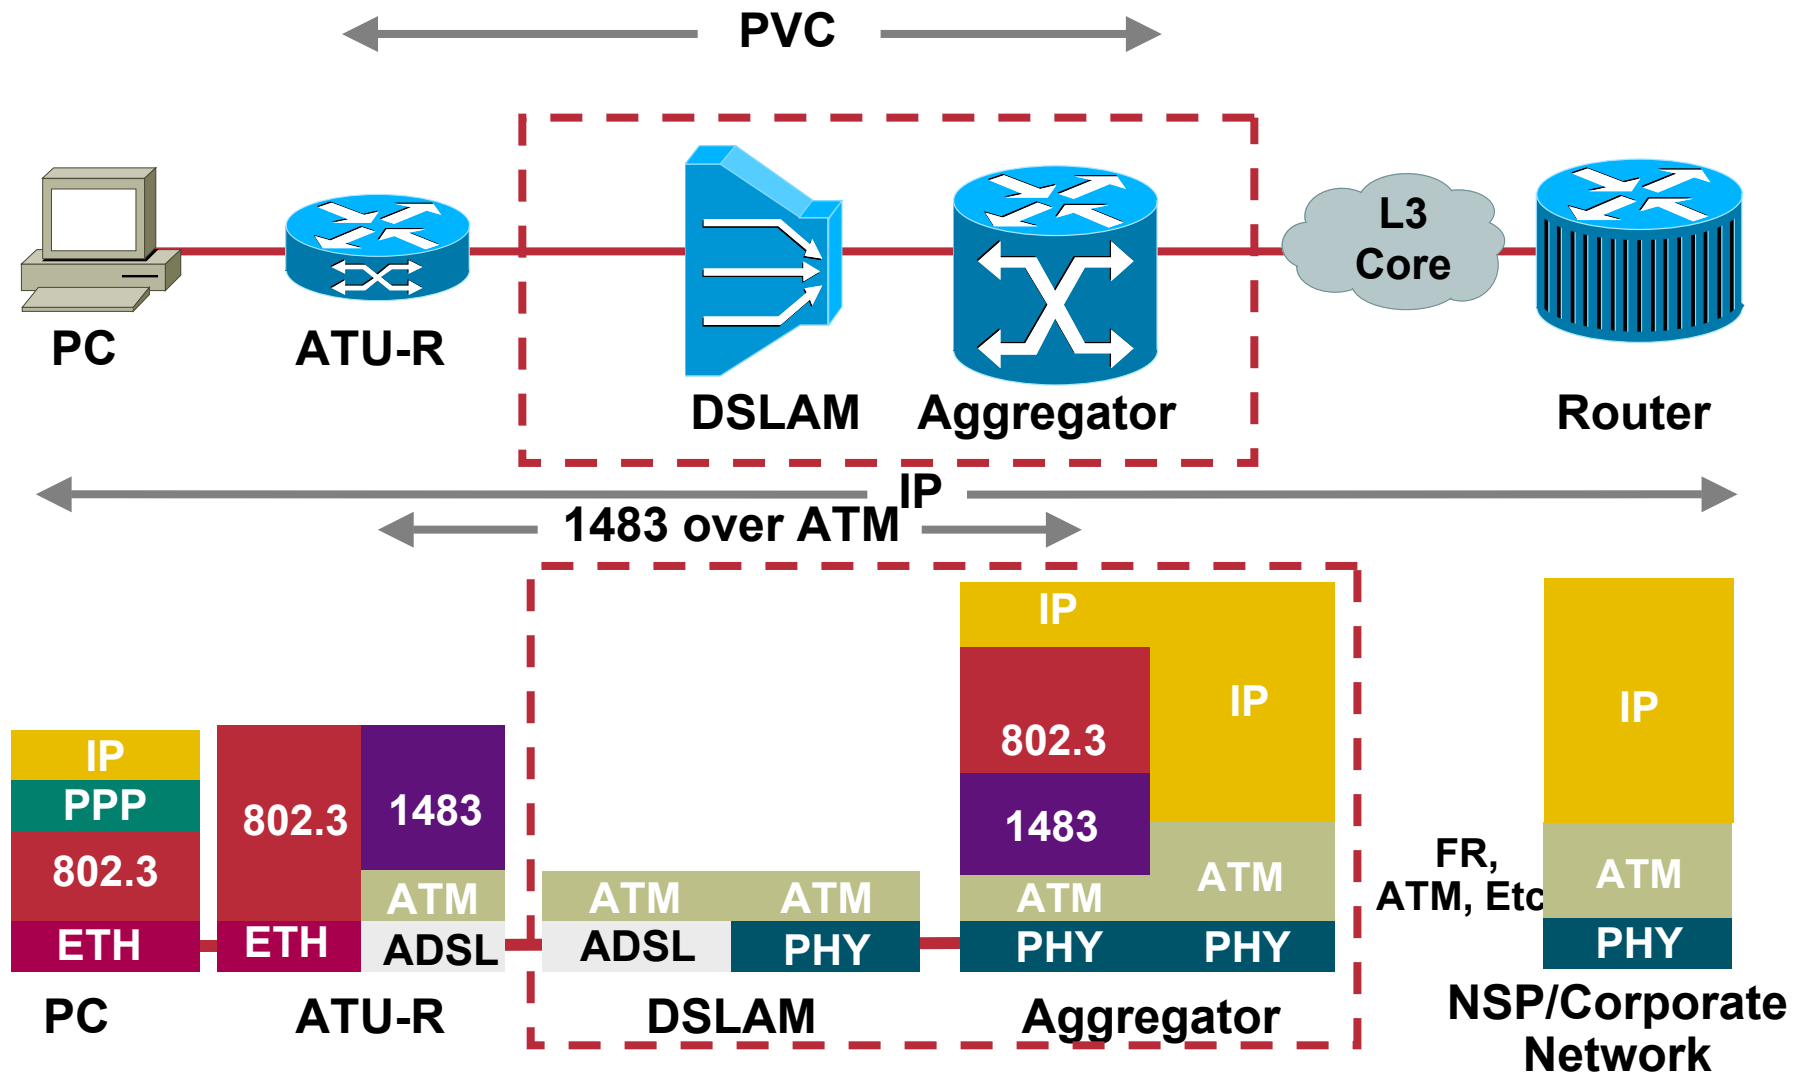 PVC
L3
Core
PC
ATU-R
DSLAM
Aggregator
Router
IP
1483 over ATM
IP
PPP
802.3
ETH
802.3
ETH
1483
ATM
ADSL
ATM
ADSL
ATM
PHY
IP
802.3
1483
ATM
PHY
IP
ATM
PHY
FR,
ATM, Etc
IP
ATM
PHY
PC
ATU-R
DSLAM
Aggregator
NSP/Corporate
Network